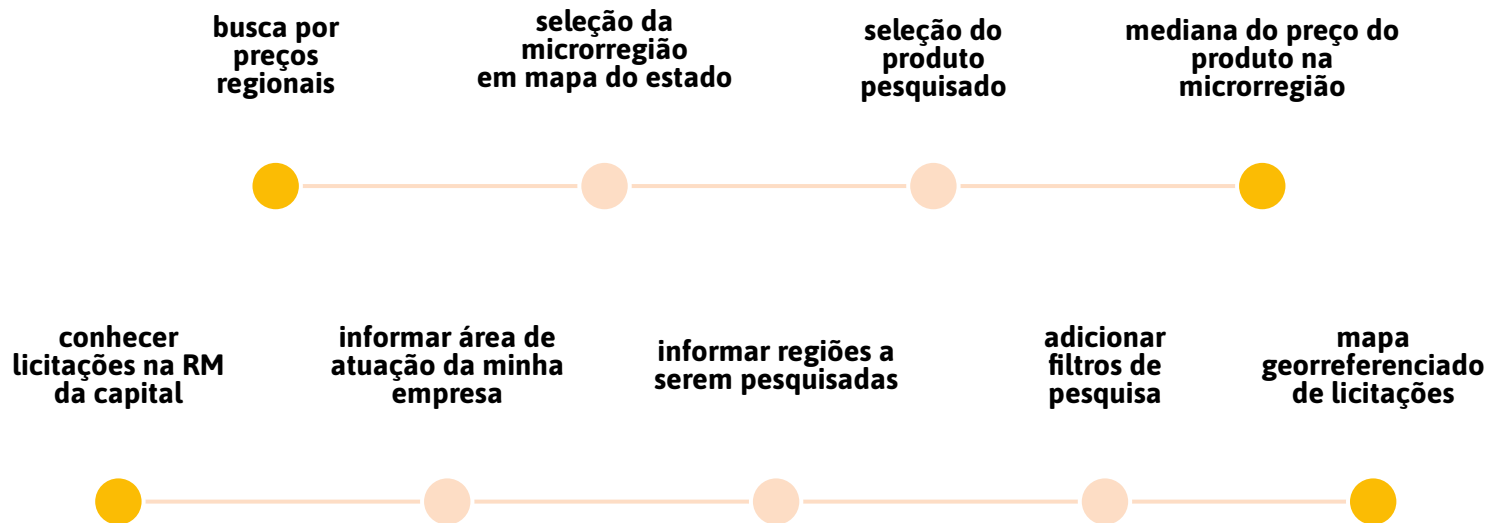 busca por
preços
regionais
seleção da
microrregião
em mapa do estado
seleção do
produto
pesquisado
mediana do preço do
produto na
microrregião
conhecer
licitações na RM
da capital
informar área de
atuação da minha
empresa
informar regiões a
serem pesquisadas
adicionar
filtros de
pesquisa
mapa
georreferenciado
de licitações